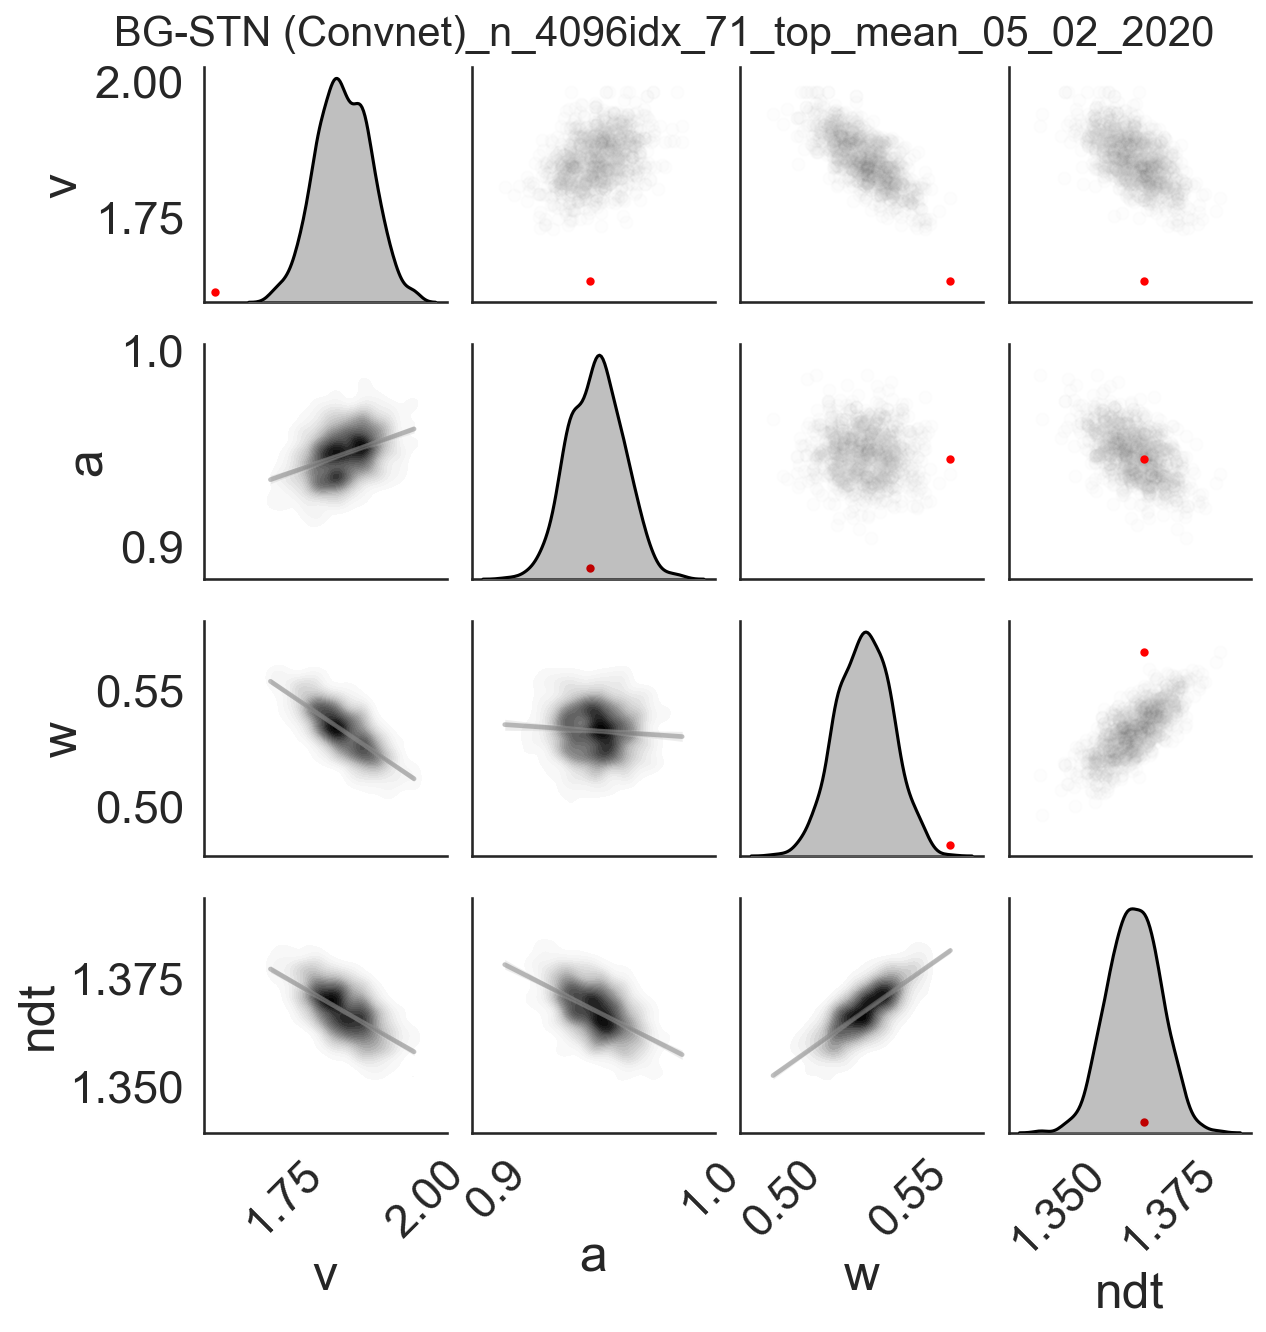 BG-STN (Convnet)_n_4096idx_71_top_mean_05_02_2020
2.00
v
1.75
1.0
a
0.9
0.55
w
0.50
1.375
ndt
1.350
1.75 2.00 0.9 1.0 0.50 0.55 1.350 1.375
v a w ndt